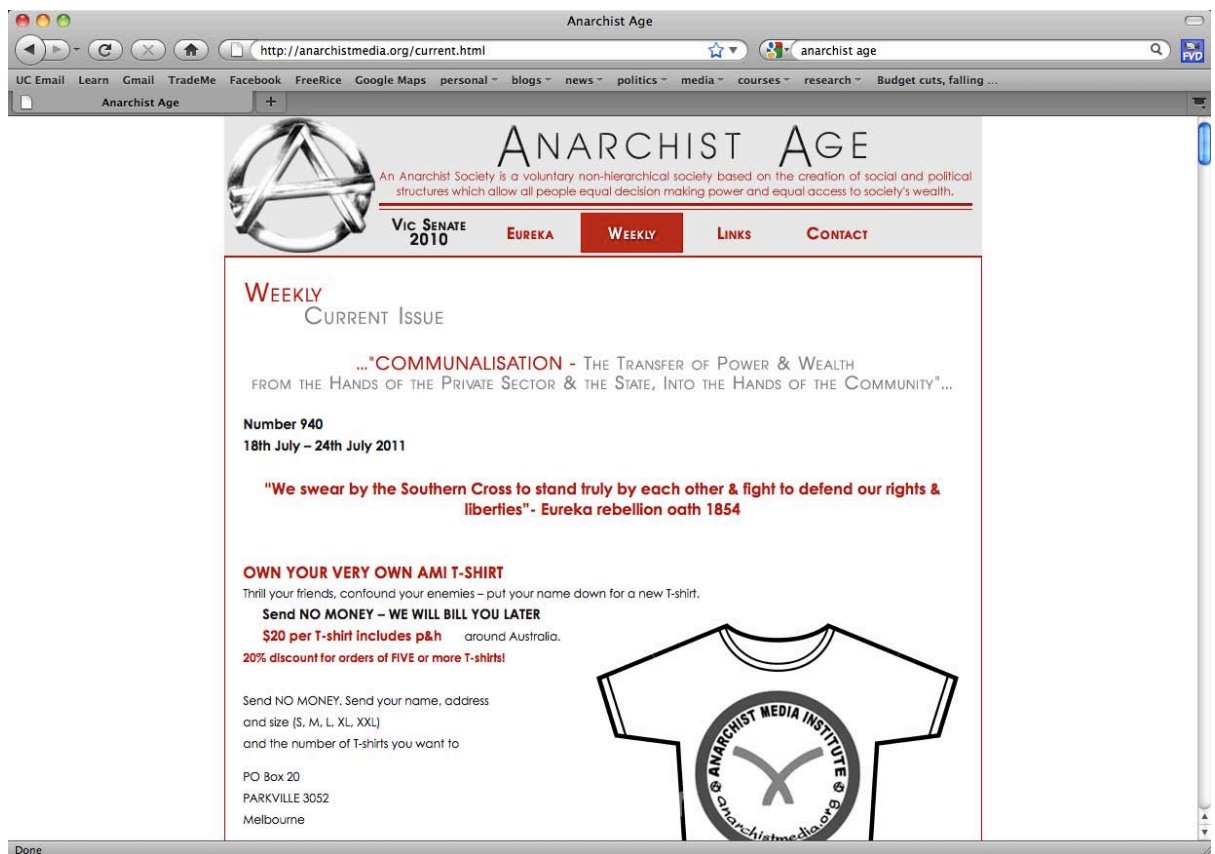 Anarchist Age
http://anarchistmedia.org/current.html
anarchist age
FVD
UC Email Learn Gmail TradeMe Facebook FreeRice Google Maps personal blogs news politics media courses research Budget cuts, falling ...
Anarchist Age +
ANARCHIST AGE
An Anarchist Society is a voluntary non-hierarchical society based on the creation of social and political
structures which allow all people equal decision making power and equal access to society's wealth.
VIC SENATE
2010
EUREKA WEEKLY LINKS CONTACT
WEEKLY
CURRENT ISSUE
..."COMMUNALISATION - THE TRANSFER OF POWER & WEALTH
FROM THE HANDS OF THE PRIVATE SECTOR & THE STATE, INTO THE HANDS OF THE COMMUNITY"...
Number 940
18th July – 24th July 2011
"We swear by the Southern Cross to stand truly by each other & fight to defend our rights &
liberties"- Eureka rebellion oath 1854
OWN YOUR VERY OWN AMI T-SHIRT
Thrill your friends, confound your enemies – put your name down for a new T-shirt.
Send NO MONEY – WE WILL BILL YOU LATER
$20 per T-shirt includes p&h around Australia.
20% discount for orders of FIVE or more T-shirts!
Send NO MONEY. Send your name, address
and size (S, M, L, XL, XXL)
and the number of T-shirts you want to
PO Box 20
PARKVILLE 3052
Melbourne
ANARCHIST MEDIA INSTITUTE
anarchistmedia.org
Done